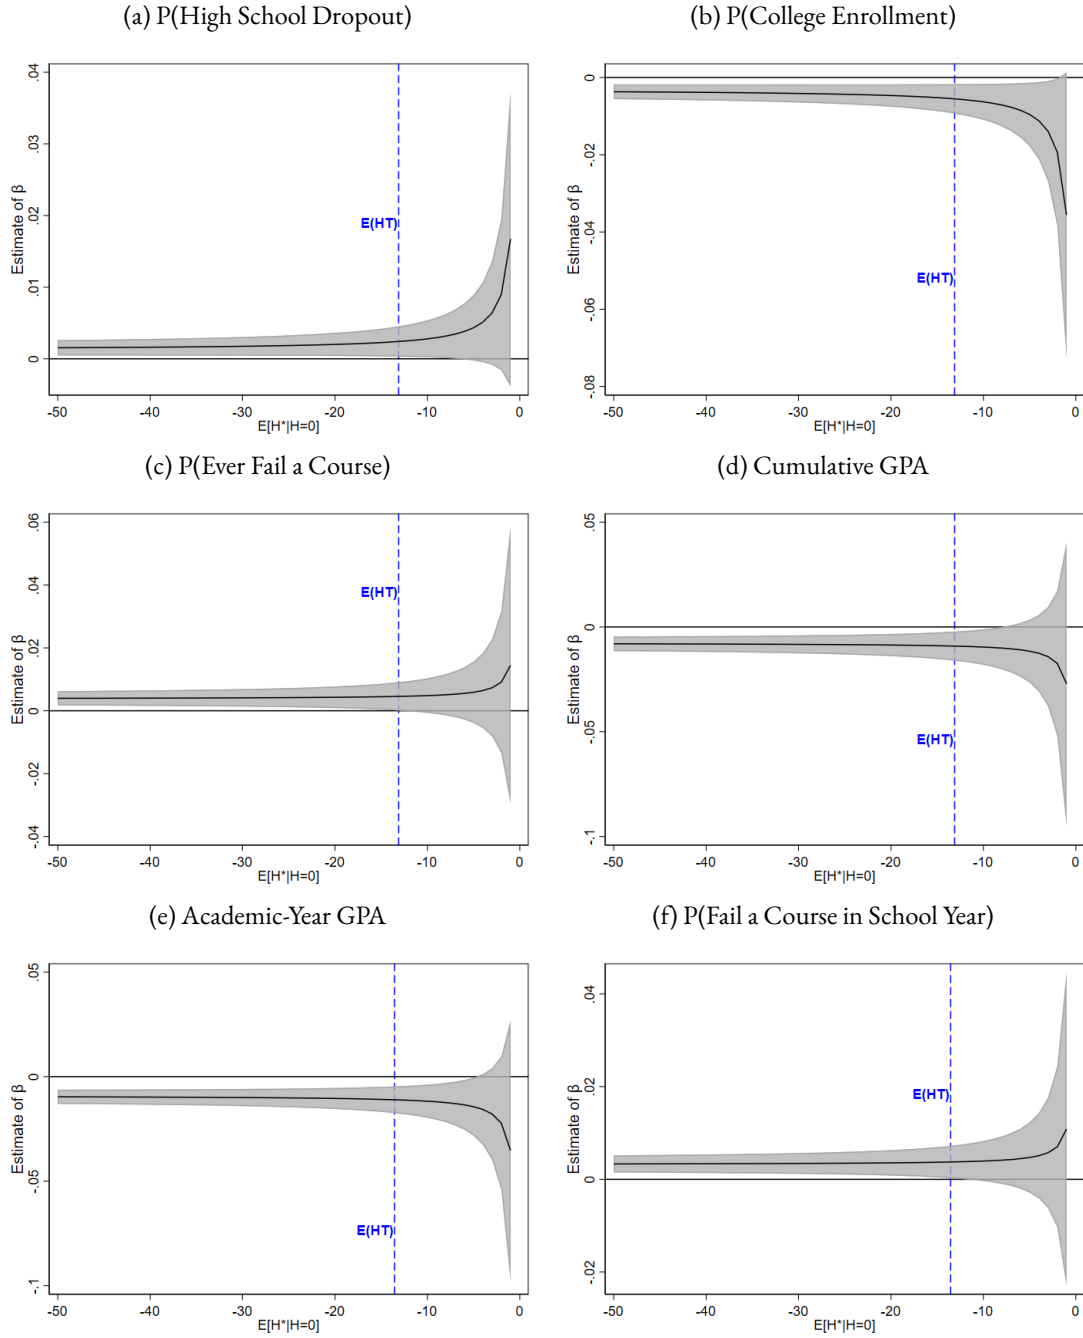 (a) P(High School Dropout)
.04
.03
.02
.01
0
Estimate of β
E(HT)
-50 -40 -30 -20 -10 0
E[H*|H=0]
(b) P(College Enrollment)
0
-.02
-.04
-.06
-.08
Estimate of β
E(HT)
-50 -40 -30 -20 -10 0
E[H*|H=0]
(c) P(Ever Fail a Course)
.06
.04
.02
0
-.02
-.04
Estimate of β
E(HT)
-50 -40 -30 -20 -10 0
E[H*|H=0]
(d) Cumulative GPA
.05
0
-.05
-.1
Estimate of β
E(HT)
-50 -40 -30 -20 -10 0
E[H*|H=0]
(e) Academic-Year GPA
.05
0
-.05
-.1
Estimate of β
E(HT)
-50 -40 -30 -20 -10 0
E[H*|H=0]
(f) P(Fail a Course in School Year)
.04
.02
0
-.02
Estimate of β
E(HT)
-50 -40 -30 -20 -10 0
E[H*|H=0]